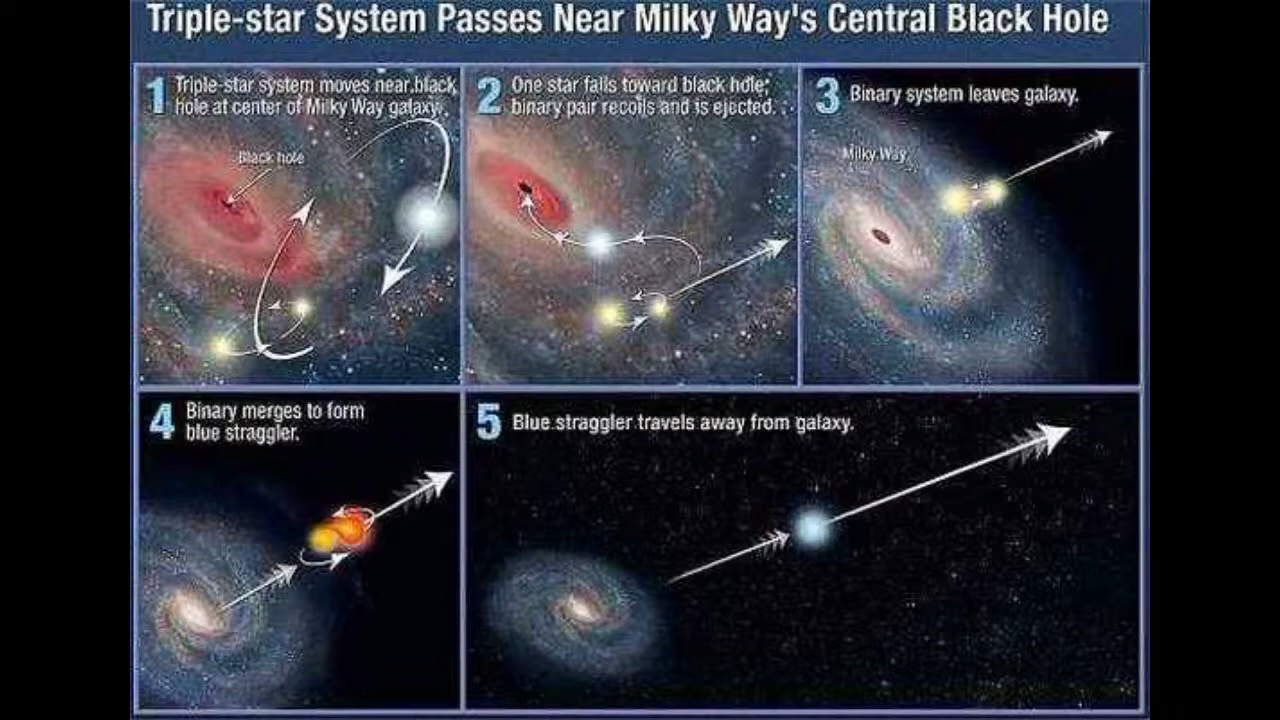 Triple-star System Passes Near Milky Way's Central Black Hole
1 Triple-star system moves near black
hole at center of Milky Way galaxy.
Black hole
2 One star falls toward black hole;
binary pair recoils and is ejected.
3 Binary system leaves galaxy.
Milky Way
4 Binary merges to form
blue straggler.
5 Blue straggler travels away from galaxy.